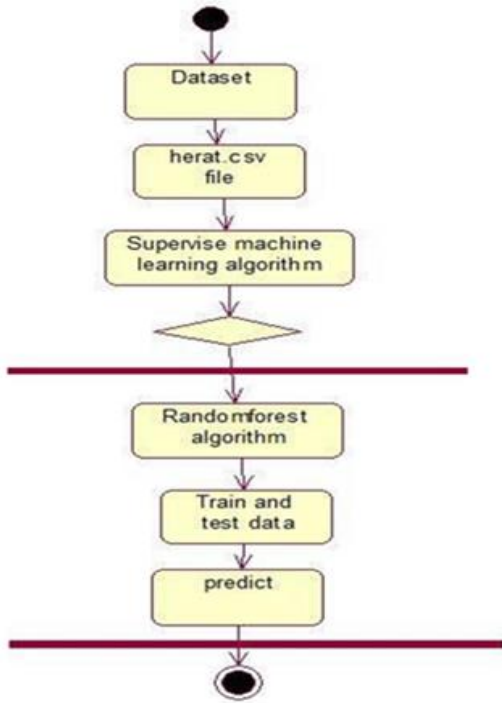 Dataset
herat.csv
file
Supervise machine
learning algorithm
Randomforest
algorithm
Train and
test data
predict